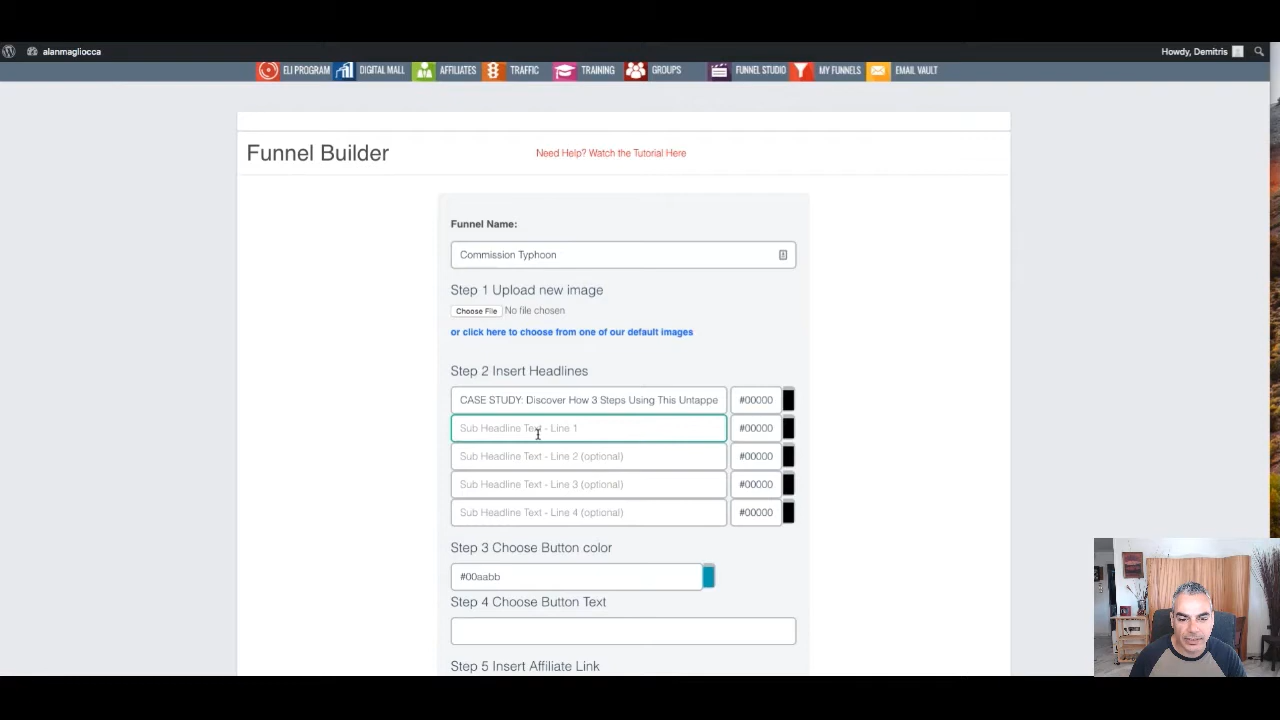 alanmagliocca
Howdy, Demitris
ELI PROGRAM DIGITAL MALL AFFILIATES TRAFFIC TRAINING GROUPS FUNNEL STUDIO MY FUNNELS EMAIL VAULT
Funnel Builder
Need Help? Watch the Tutorial Here
Funnel Name:
Commission Typhoon
Step 1 Upload new image
Choose File No file chosen
or click here to choose from one of our default images
Step 2 Insert Headlines
CASE STUDY: Discover How 3 Steps Using This Untappe #00000
Sub Headline Text - Line 1 #00000
Sub Headline Text - Line 2 (optional) #00000
Sub Headline Text - Line 3 (optional) #00000
Sub Headline Text - Line 4 (optional) #00000
Step 3 Choose Button color
#00aabb
Step 4 Choose Button Text
Step 5 Insert Affiliate Link